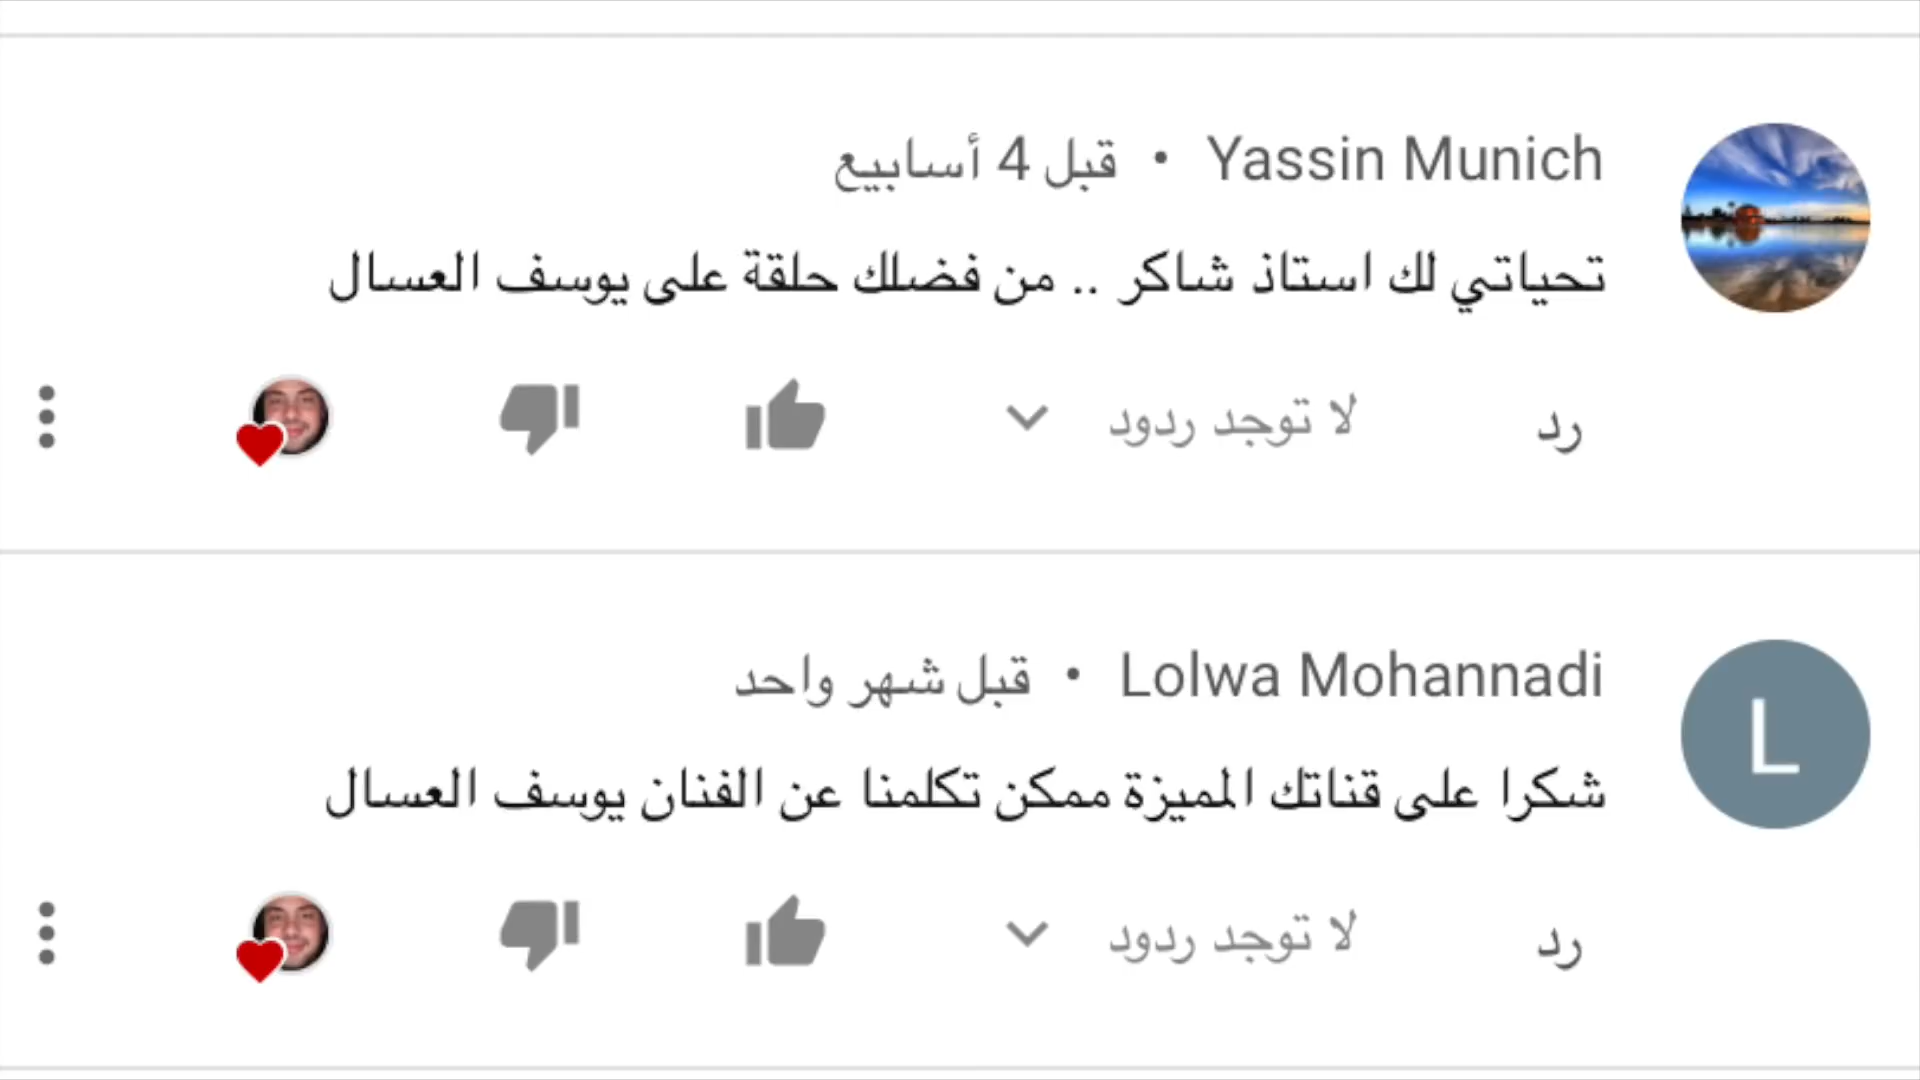 Yassin Munich • قبل 4 أسابيع
تحياتي لك استاذ شاكر .. من فضلك حلقة على يوسف العسال
رد لا توجد ردود
Lolwa Mohannadi • قبل شهر واحد
L
شكرا على قناتك المميزة ممكن تكلمنا عن الفنان يوسف العسال
رد لا توجد ردود